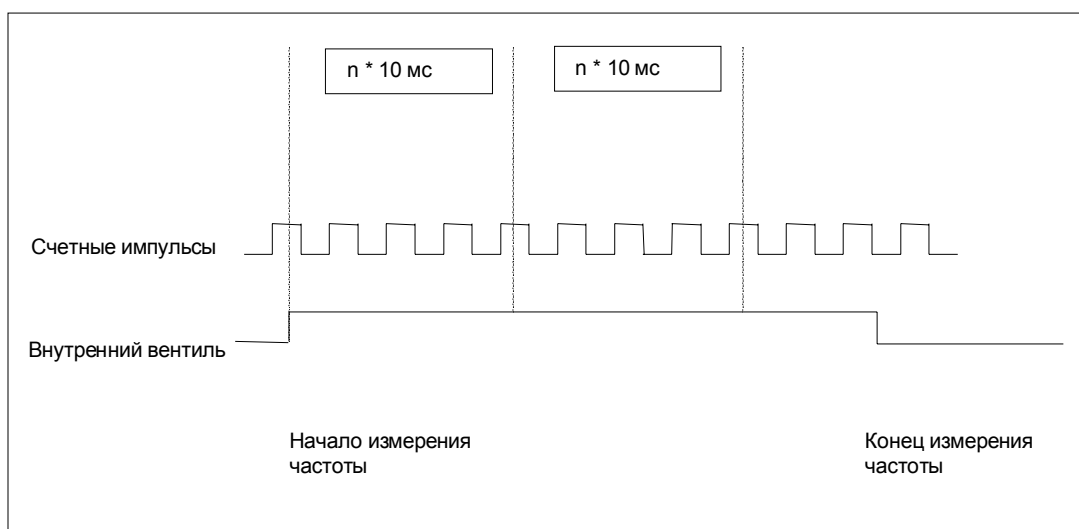 n * 10 мс
n * 10 мс
Счетные импульсы
Внутренний вентиль
Начало измерения
частоты
Конец измерения
частоты